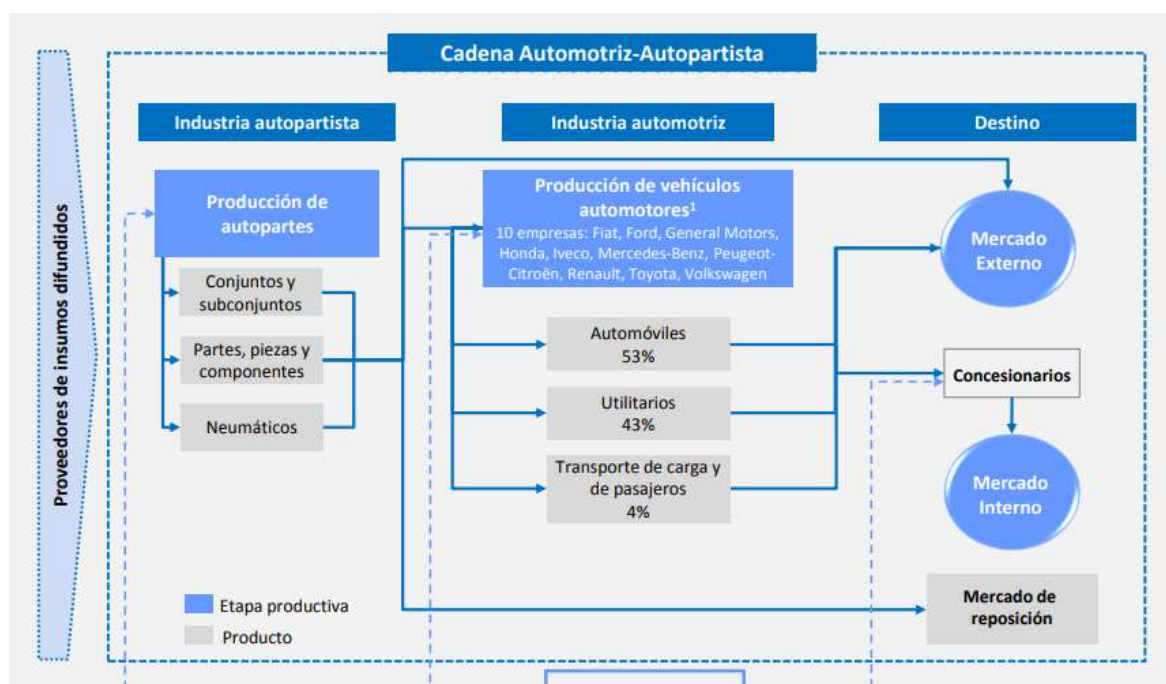 Cadena Automotriz-Autopartista
Proveedores de insumos difundidos
Industria autopartista
Industria automotriz
Destino
Producción de
autopartes
Conjuntos y
subconjuntos
Partes, piezas y
componentes
Neumáticos
Producción de vehículos
automotores¹
10 empresas: Fiat, Ford, General Motors,
Honda, Iveco, Mercedes-Benz, Peugeot-
Citroën, Renault, Toyota, Volkswagen
Automóviles
53%
Utilitarios
43%
Transporte de carga y
de pasajeros
4%
Mercado
Externo
Concesionarios
Mercado
Interno
Mercado de
reposición
Etapa productiva
Producto